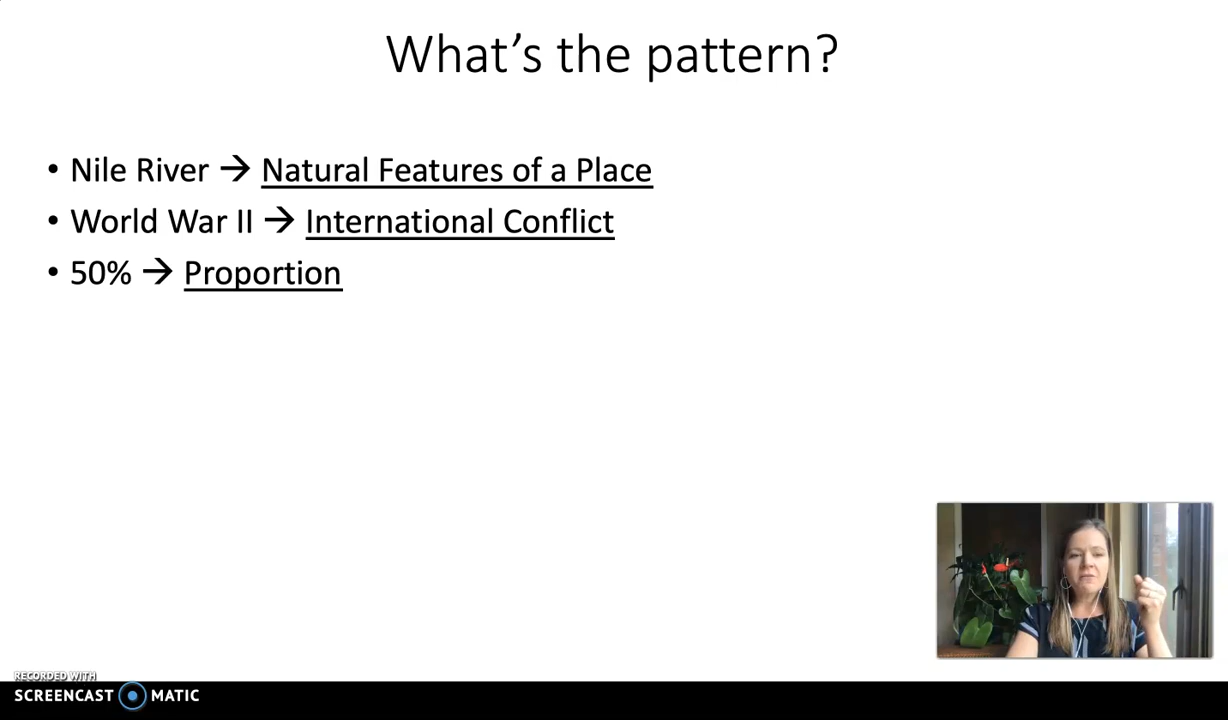 What's the pattern?
• Nile River → Natural Features of a Place
• World War II → International Conflict
• 50% → Proportion
RECORDED WITH
SCREENCAST MATIC